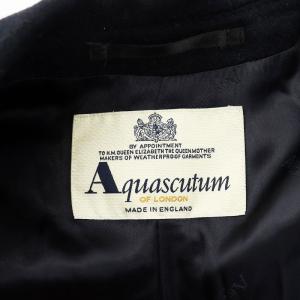 BY APPOINTMENT
TO H.M. QUEEN ELIZABETH THE QUEEN MOTHER
MAKERS OF WEATHERPROOF GARMENTS
Aquascutum
OF LONDON
MADE IN ENGLAND